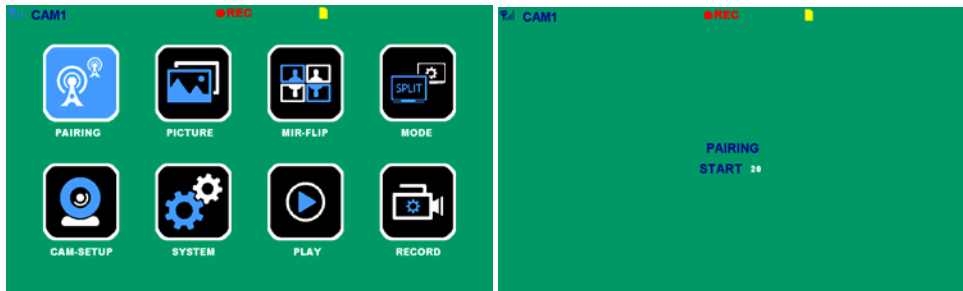 CAM1 REC
PAIRING PICTURE MIR-FLIP MODE
SPLIT
CAM-SETUP SYSTEM PLAY RECORD
CAM1 REC
PAIRING
START 20